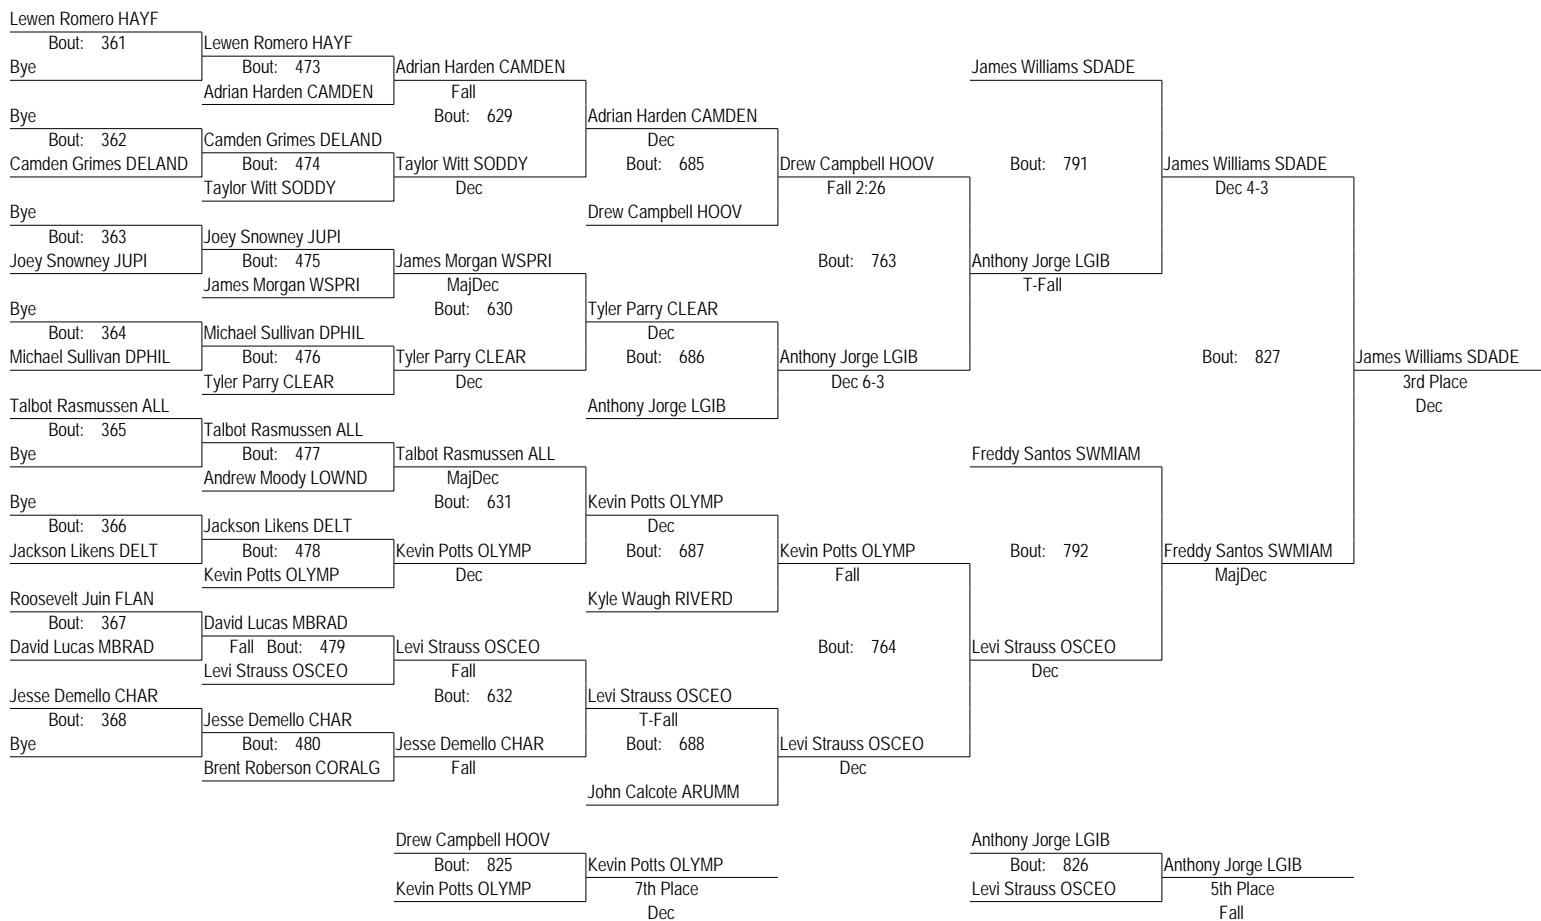 Lewen Romero HAYF
Bout: 361
Bye
Bye
Bout: 362
Camden Grimes DELAND
Bye
Bout: 363
Joey Snowney JUPI
Bye
Bout: 364
Michael Sullivan DPHIL
Talbot Rasmussen ALL
Bout: 365
Bye
Bye
Bout: 366
Jackson Likens DELT
Roosevelt Juin FLAN
Bout: 367
David Lucas MBRAD
Jesse Demello CHAR
Bout: 368
Bye
Lewen Romero HAYF
Bout: 473
Adrian Harden CAMDEN
Camden Grimes DELAND
Bout: 474
Taylor Witt SODDY
Joey Snowney JUPI
Bout: 475
James Morgan WSPRI
Michael Sullivan DPHIL
Bout: 476
Tyler Parry CLEAR
Talbot Rasmussen ALL
Bout: 477
Andrew Moody LOWND
Jackson Likens DELT
Bout: 478
Kevin Potts OLYMP
David Lucas MBRAD
Fall Bout: 479
Levi Strauss OSCEO
Jesse Demello CHAR
Bout: 480
Brent Roberson CORALG
Adrian Harden CAMDEN
Fall
Bout: 629
Taylor Witt SODDY
Dec
James Morgan WSPRI
MajDec
Bout: 630
Tyler Parry CLEAR
Dec
Talbot Rasmussen ALL
MajDec
Bout: 631
Kevin Potts OLYMP
Dec
Levi Strauss OSCEO
Fall
Bout: 632
Jesse Demello CHAR
Fall
Adrian Harden CAMDEN
Dec
Bout: 685
Drew Campbell HOOV
Tyler Parry CLEAR
Dec
Bout: 686
Anthony Jorge LGIB
Kevin Potts OLYMP
Dec
Bout: 687
Kyle Waugh RIVERD
Levi Strauss OSCEO
T-Fall
Bout: 688
John Calcote ARUMM
Drew Campbell HOOV
Fall 2:26
Bout: 763
Anthony Jorge LGIB
Dec 6-3
Kevin Potts OLYMP
Fall
Bout: 764
Levi Strauss OSCEO
Dec
James Williams SDADE
Bout: 791
Anthony Jorge LGIB
T-Fall
Freddy Santos SWMIAM
Bout: 792
Levi Strauss OSCEO
Dec
James Williams SDADE
Dec 4-3
Bout: 827
Freddy Santos SWMIAM
MajDec
James Williams SDADE
3rd Place
Dec
Drew Campbell HOOV
Bout: 825
Kevin Potts OLYMP
Kevin Potts OLYMP
7th Place
Dec
Anthony Jorge LGIB
Bout: 826
Levi Strauss OSCEO
Anthony Jorge LGIB
5th Place
Fall